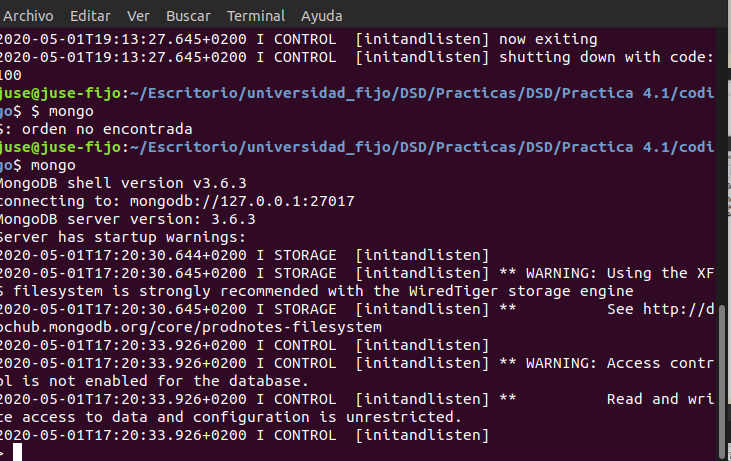 Archivo Editar Ver Buscar Terminal Ayuda
2020-05-01T19:13:27.645+0200 I CONTROL  [initandlisten] now exiting
2020-05-01T19:13:27.645+0200 I CONTROL  [initandlisten] shutting down with code:
100
juse@juse-fijo:~/Escritorio/universidad_fijo/DSD/Practicas/DSD/Practica 4.1/codi
go$ $ mongo
$: orden no encontrada
juse@juse-fijo:~/Escritorio/universidad_fijo/DSD/Practicas/DSD/Practica 4.1/codi
go$ mongo
MongoDB shell version v3.6.3
connecting to: mongodb://127.0.0.1:27017
MongoDB server version: 3.6.3
Server has startup warnings:
2020-05-01T17:20:30.644+0200 I STORAGE  [initandlisten]
2020-05-01T17:20:30.645+0200 I STORAGE  [initandlisten] ** WARNING: Using the XF
S filesystem is strongly recommended with the WiredTiger storage engine
2020-05-01T17:20:30.645+0200 I STORAGE  [initandlisten] **          See http://d
ochub.mongodb.org/core/prodnotes-filesystem
2020-05-01T17:20:33.926+0200 I CONTROL  [initandlisten]
2020-05-01T17:20:33.926+0200 I CONTROL  [initandlisten] ** WARNING: Access contr
ol is not enabled for the database.
2020-05-01T17:20:33.926+0200 I CONTROL  [initandlisten] **          Read and wri
te access to data and configuration is unrestricted.
2020-05-01T17:20:33.926+0200 I CONTROL  [initandlisten]
>